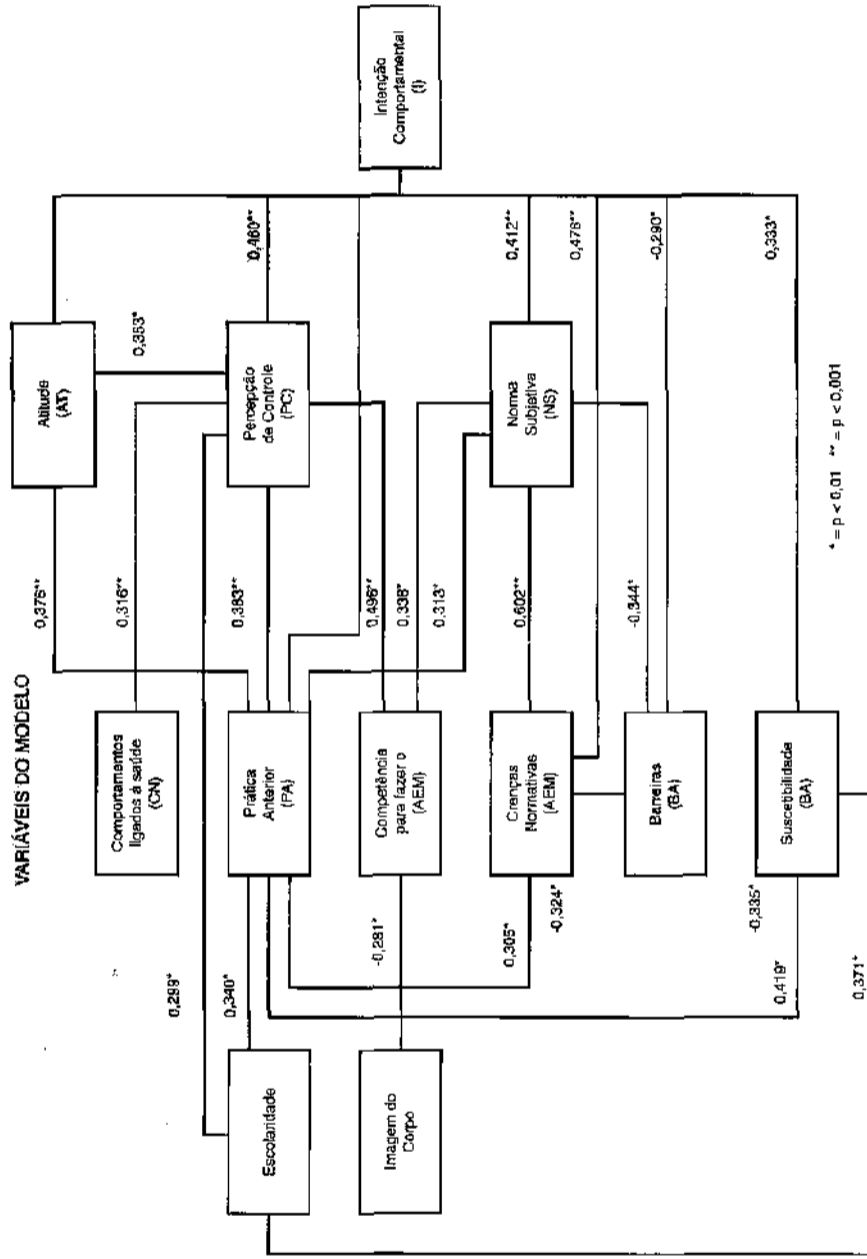 VARIÁVEIS DO MODELO
Atitude
(AT)
0,353*
0,376**
Comportamentos
ligados à saúde
(CN)
0,316**
Percepção
de Controle
(PC)
0,460**
Intenção
Comportamental
(I)
0,299*
0,340*
Escolaridade
Prática
Anterior
(PA)
0,383**
0,496**
0,338*
0,313*
Imagem do
Corpo
-0,281*
Competência
para fazer o
(AEM)
Norma
Subjetiva
(NS)
0,412**
0,476**
-0,290*
0,333*
0,305*
-0,324*
Crenças
Normativas
(AEM)
0,602**
-0,344*
Barreiras
(BA)
0,419*
-0,335*
Suscetibilidade
(BA)
0,371*
* = p < 0,01 ** = p < 0,001